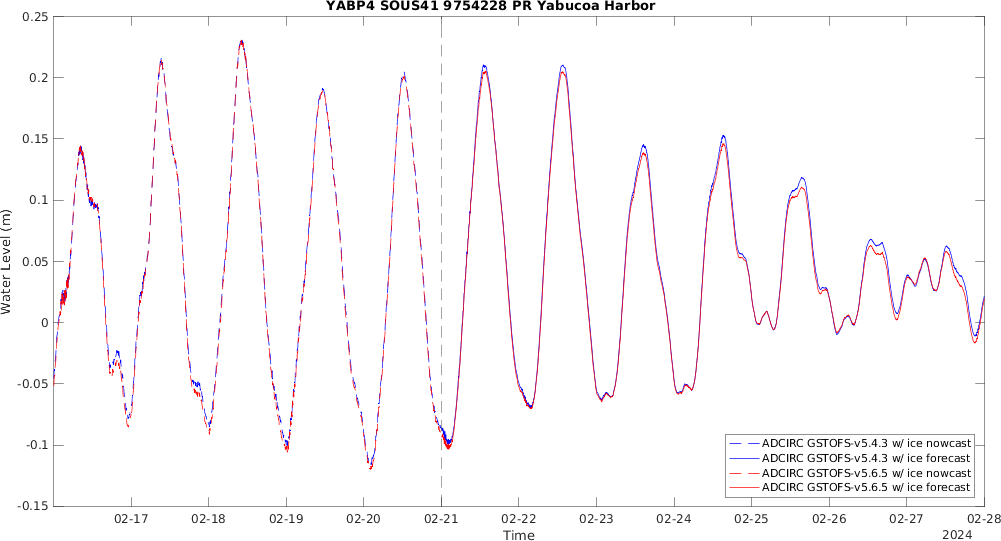 YABP4 SOUS41 9754228 PR Yabucoa Harbor
0.25
0.2
0.15
0.1
0.05
0
-0.05
-0.1
-0.15
Water Level (m)
02-17 02-18 02-19 02-20 02-21 02-22 02-23 02-24 02-25 02-26 02-27 02-28
Time
2024
ADCIRC GSTOFS-v5.4.3 w/ ice nowcast
ADCIRC GSTOFS-v5.4.3 w/ ice forecast
ADCIRC GSTOFS-v5.6.5 w/ ice nowcast
ADCIRC GSTOFS-v5.6.5 w/ ice forecast